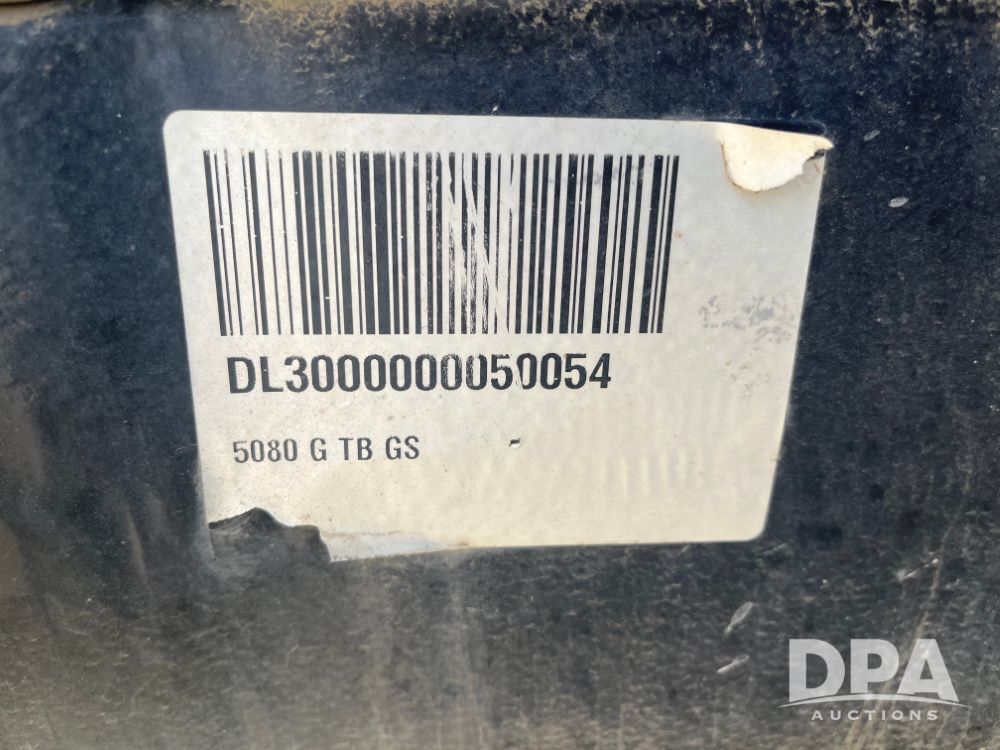 DL3000000050054
5080 G TB GS
DPA
AUCTIONS